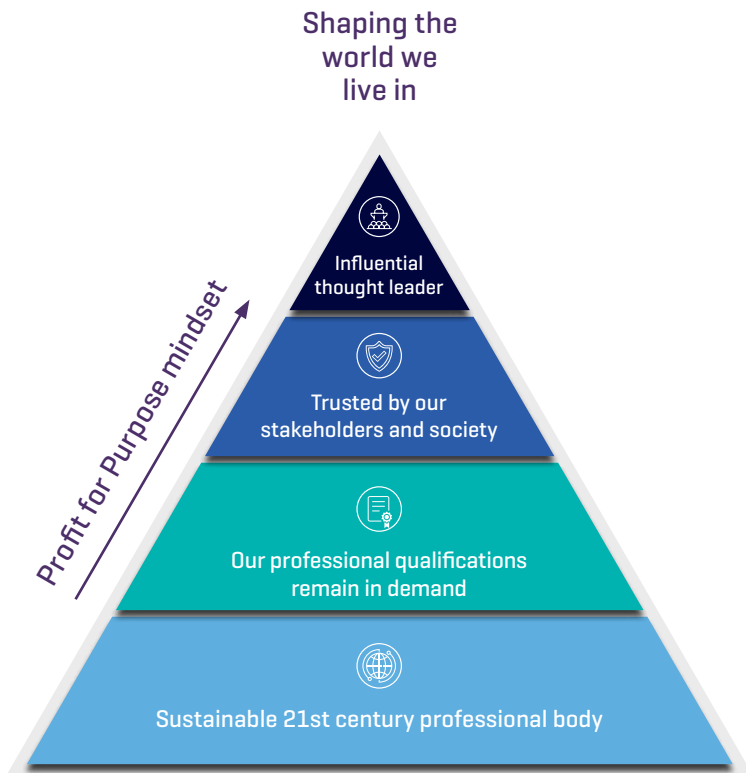 Shaping the
world we
live in
Influential
thought leader
Profit for Purpose mindset
Trusted by our
stakeholders and society
Our professional qualifications
remain in demand
Sustainable 21st century professional body